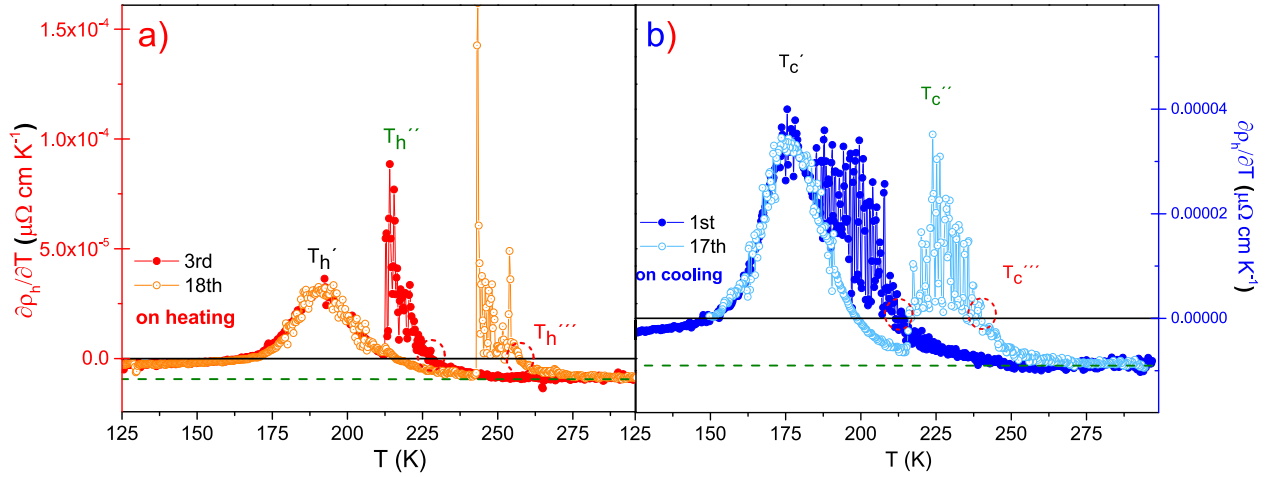 a)
∂ρh/∂T (μΩ cm K-1)
1.5x10-4
1.0x10-4
5.0x10-5
0.0
Th´
Th´´
Th´´´
3rd
18th
on heating
125 150 175 200 225 250 275
T (K)
b)
Tc´
Tc´´
Tc´´´
1st
17th
on cooling
125 150 175 200 225 250 275
T (K)
0.00004
0.00002
0.00000
∂ρh/∂T (μΩ cm K-1)